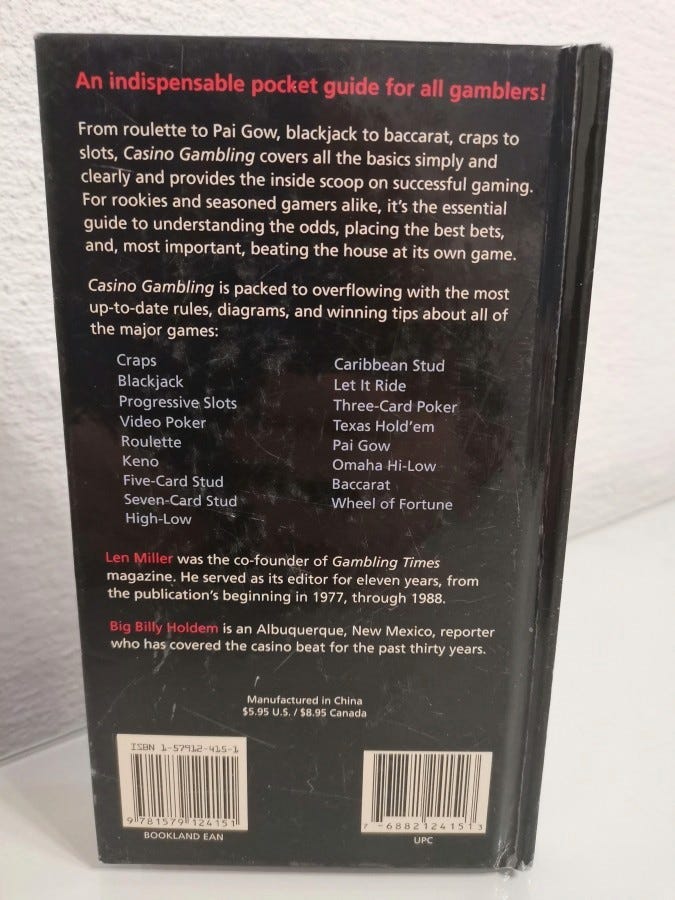 An indispensable pocket guide for all gamblers!
From roulette to Pai Gow, blackjack to baccarat, craps to
slots, Casino Gambling covers all the basics simply and
clearly and provides the inside scoop on successful gaming.
For rookies and seasoned gamers alike, it's the essential
guide to understanding the odds, placing the best bets,
and, most important, beating the house at its own game.
Casino Gambling is packed to overflowing with the most
up-to-date rules, diagrams, and winning tips about all of
the major games:
Craps
Blackjack
Progressive Slots
Video Poker
Roulette
Keno
Five-Card Stud
Seven-Card Stud
High-Low
Caribbean Stud
Let It Ride
Three-Card Poker
Texas Hold'em
Pai Gow
Omaha Hi-Low
Baccarat
Wheel of Fortune
Len Miller was the co-founder of Gambling Times
magazine. He served as its editor for eleven years, from
the publication's beginning in 1977, through 1988.
Big Billy Holdem is an Albuquerque, New Mexico, reporter
who has covered the casino beat for the past thirty years.
Manufactured in China
$5.95 U.S. / $8.95 Canada
ISBN 1-57912-415-1
9 781579 124151
BOOKLAND EAN
7 68821 24151 3
UPC